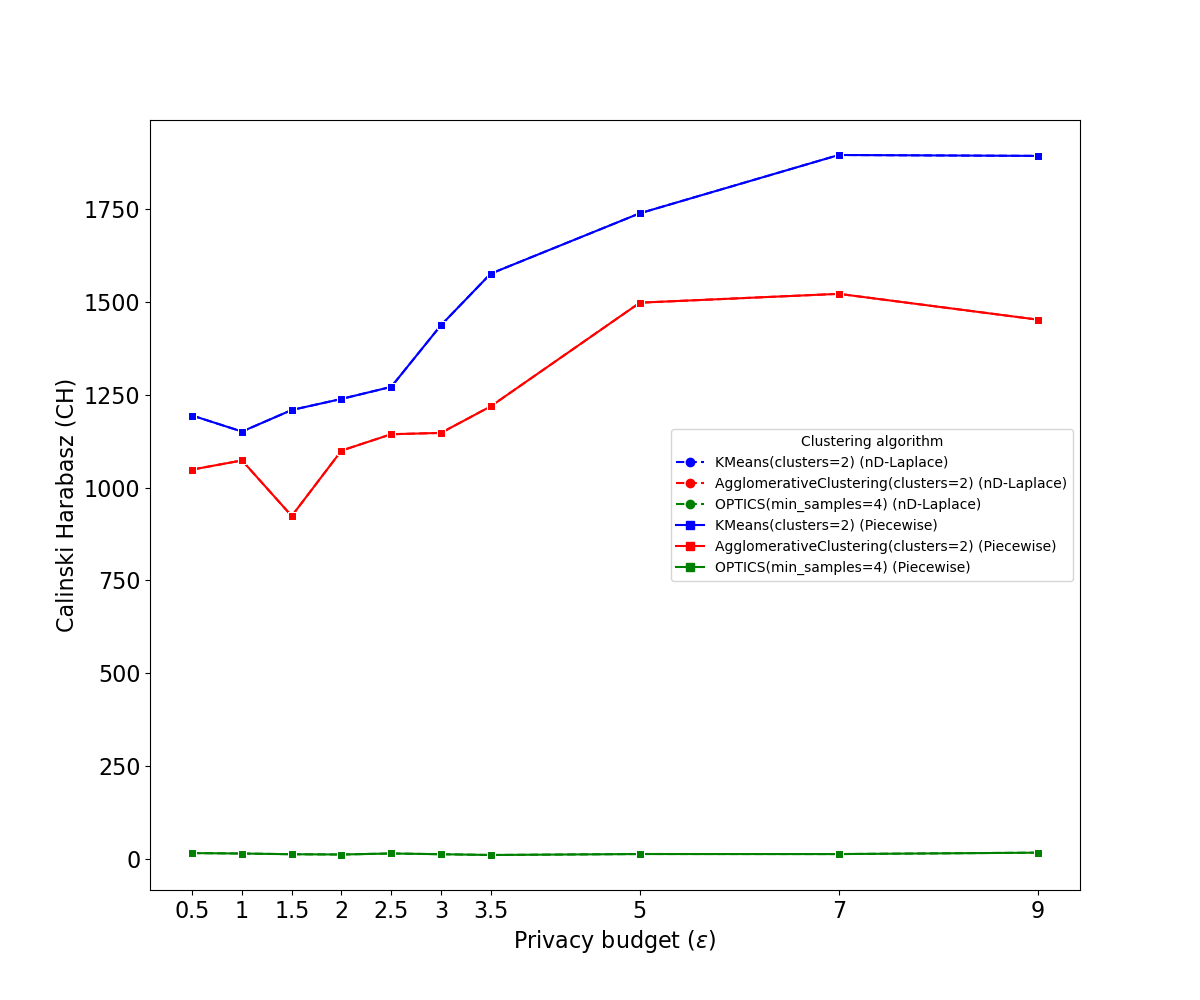 1750
1500
1250
1000
750
500
250
0
Calinski Harabasz (CH)
Clustering algorithm
KMeans(clusters=2) (nD-Laplace)
AgglomerativeClustering(clusters=2) (nD-Laplace)
OPTICS(min_samples=4) (nD-Laplace)
KMeans(clusters=2) (Piecewise)
AgglomerativeClustering(clusters=2) (Piecewise)
OPTICS(min_samples=4) (Piecewise)
0.5 1 1.5 2 2.5 3 3.5 5 7 9
Privacy budget (ε)